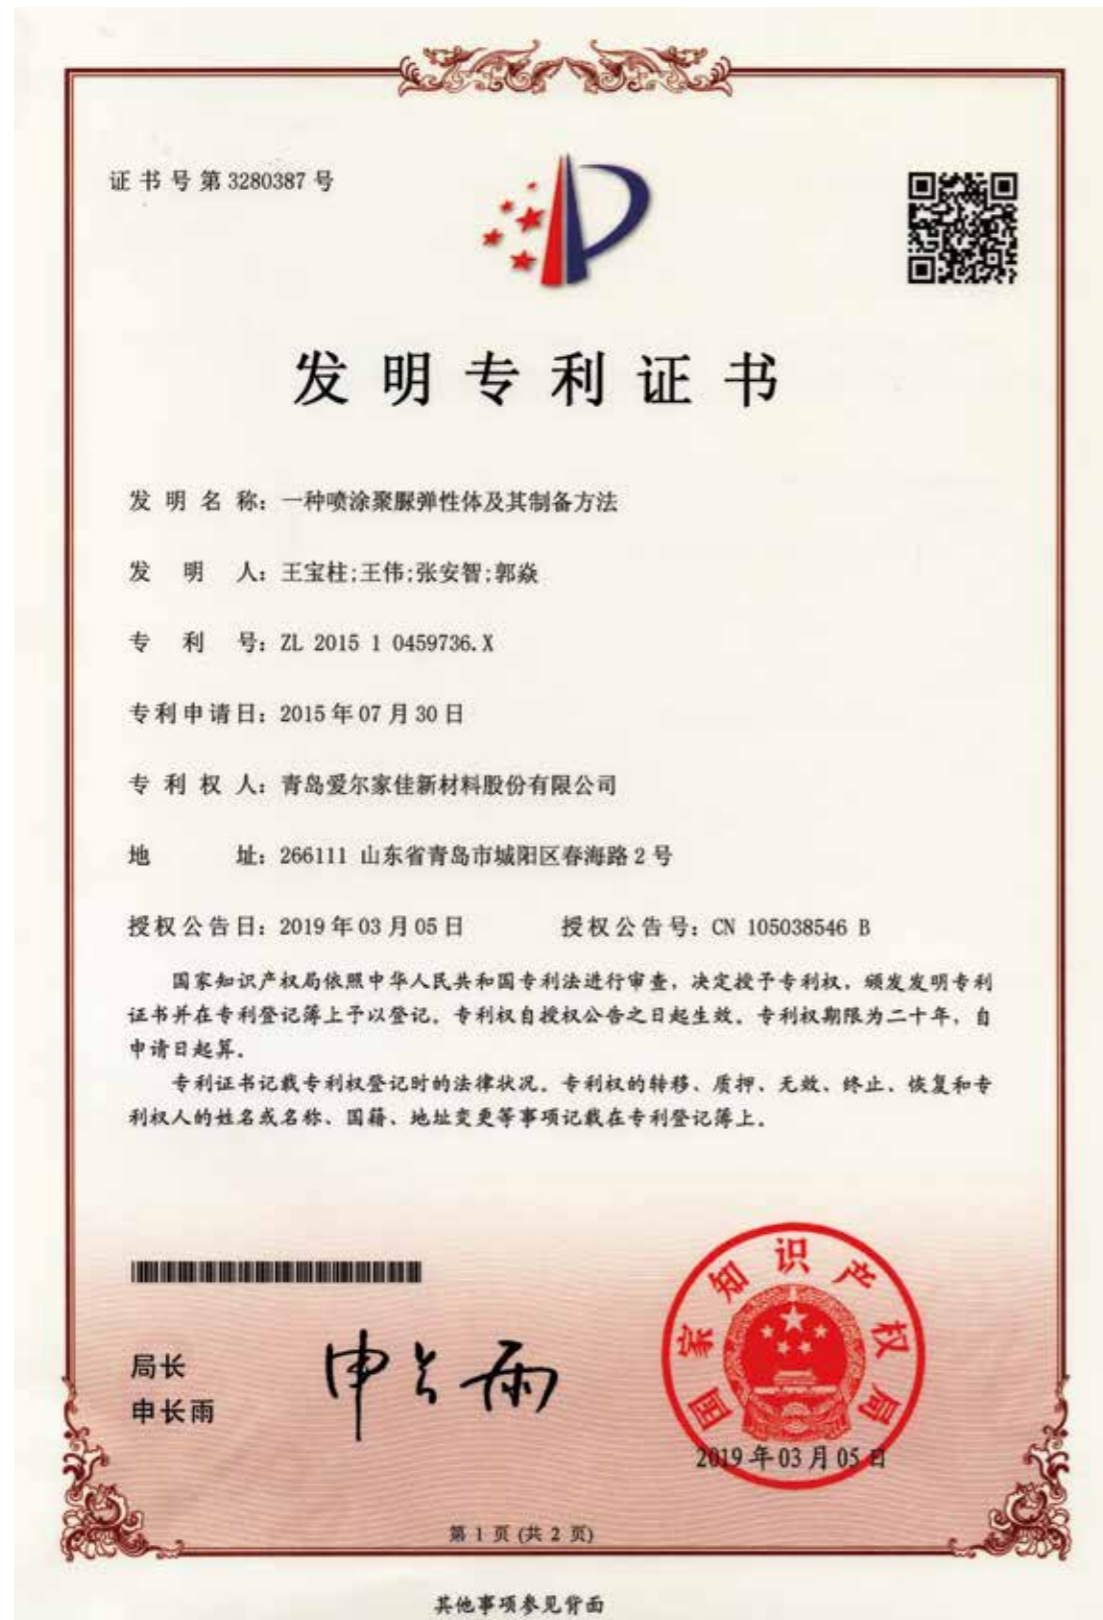 证书号第3280387号
发明专利证书
发明名称：一种喷涂聚脲弹性体及其制备方法
发明人：王宝柱;王伟;张安智;郭焱
专利号：ZL 2015 1 0459736.X
专利申请日：2015年07月30日
专利权人：青岛爱尔家佳新材料股份有限公司
地址：266111 山东省青岛市城阳区春海路2号
授权公告日：2019年03月05日 授权公告号：CN 105038546 B
国家知识产权局依照中华人民共和国专利法进行审查，决定授予专利权，颁发发明专利
证书并在专利登记簿上予以登记。专利权自授权公告之日起生效。专利权期限为二十年，自
申请日起算。
专利证书记载专利权登记时的法律状况。专利权的转移、质押、无效、终止、恢复和专
利权人的姓名或名称、国籍、地址变更等事项记载在专利登记簿上。
局长
申长雨
申长雨
国家知识产权局
2019年03月05日
第1页(共2页)
其他事项参见背面